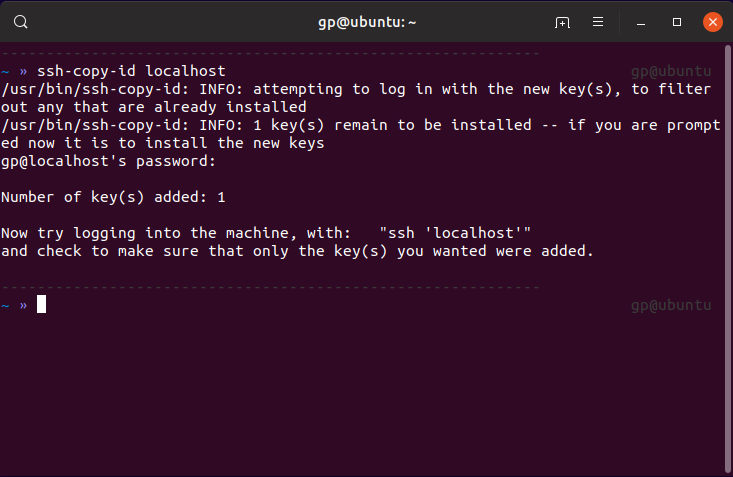 gp@ubuntu: ~
------------------------------------------------------------
~ » ssh-copy-id localhost gp@ubuntu
/usr/bin/ssh-copy-id: INFO: attempting to log in with the new key(s), to filter
out any that are already installed
/usr/bin/ssh-copy-id: INFO: 1 key(s) remain to be installed -- if you are prompt
ed now it is to install the new keys
gp@localhost's password:
Number of key(s) added: 1
Now try logging into the machine, with:   "ssh 'localhost'"
and check to make sure that only the key(s) you wanted were added.
------------------------------------------------------------
~ » gp@ubuntu